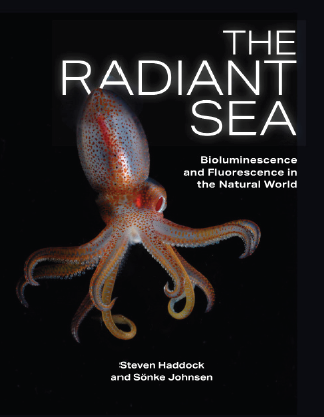 THE
RADIANT
SEA
Bioluminescence
and Fluorescence in
the Natural World
Steven Haddock
and Sönke Johnsen